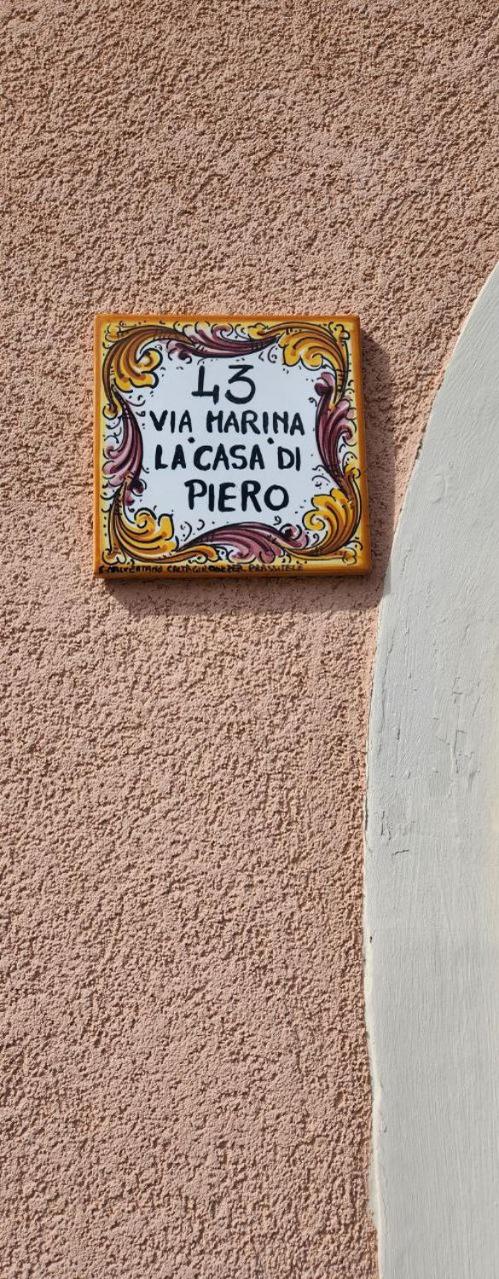 43
VIA MARINA
LA CASA DI
PIERO